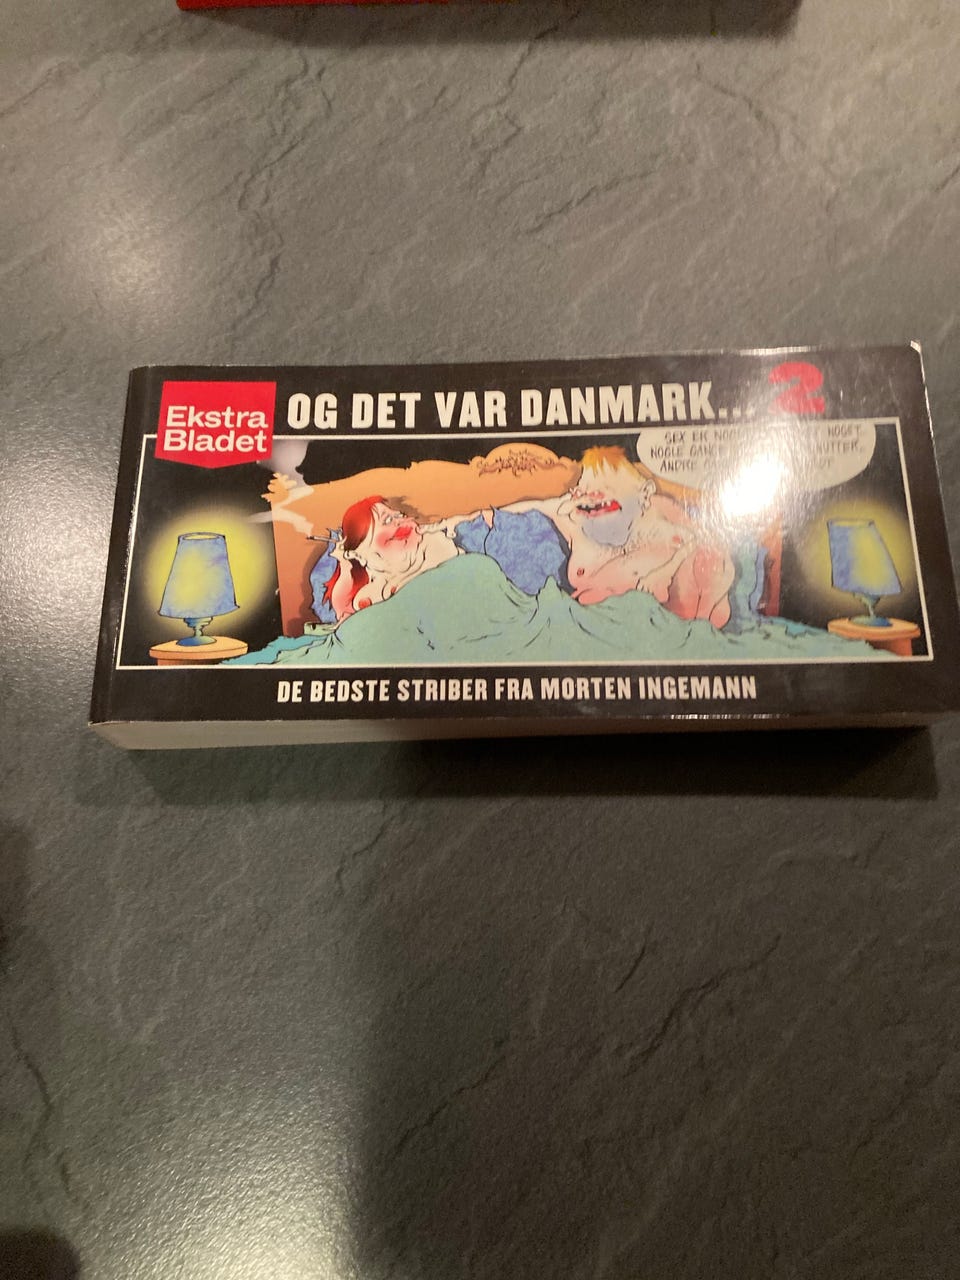 Ekstra
Bladet
OG DET VAR DANMARK... 2
SEX ER NOGET
NOGLE GANGE
ANDRE
DE BEDSTE STRIBER FRA MORTEN INGEMANN